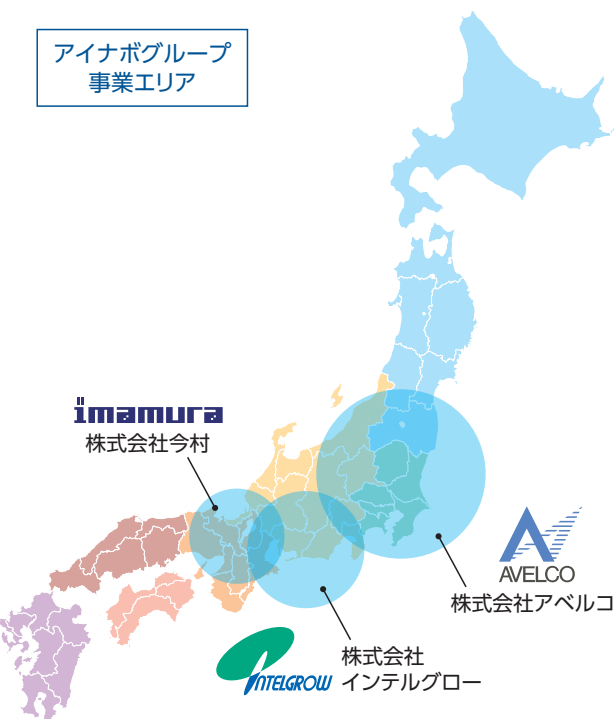 アイナボグループ
事業エリア
imamura
株式会社今村
AVELCO
株式会社アベルコ
INTELGROW
株式会社
インテルグロー